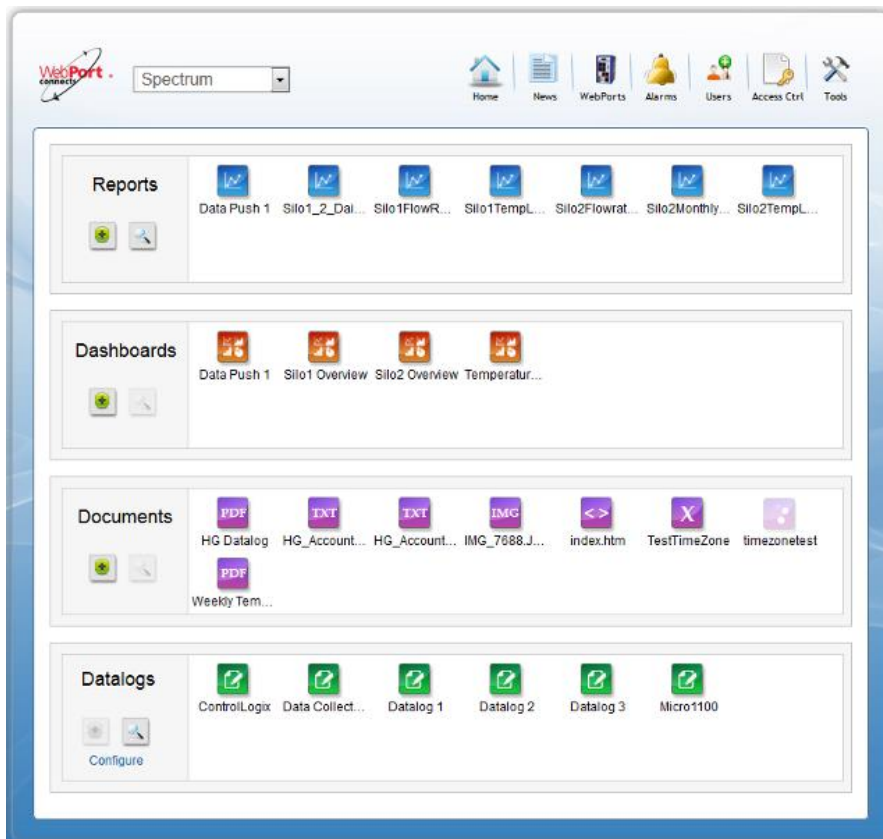 WebPort.
connects
Spectrum
Home News WebPorts Alarms Users Access Ctrl Tools
Reports
Data Push 1 Silo1_2_Dai... Silo1FlowR... Silo1TempL... Silo2Flowrat... Silo2Monthly... Silo2TempL...
Dashboards
Data Push 1 Silo1 Overview Silo2 Overview Temperatur...
Documents
PDF TXT TXT IMG <> X
HG Datalog HG_Account... HG_Account... IMG_7688.J... index.htm TestTimeZone timezonetest
PDF
Weekly Tem...
Datalogs
ControlLogix Data Collect... Datalog 1 Datalog 2 Datalog 3 Micro1100
Configure